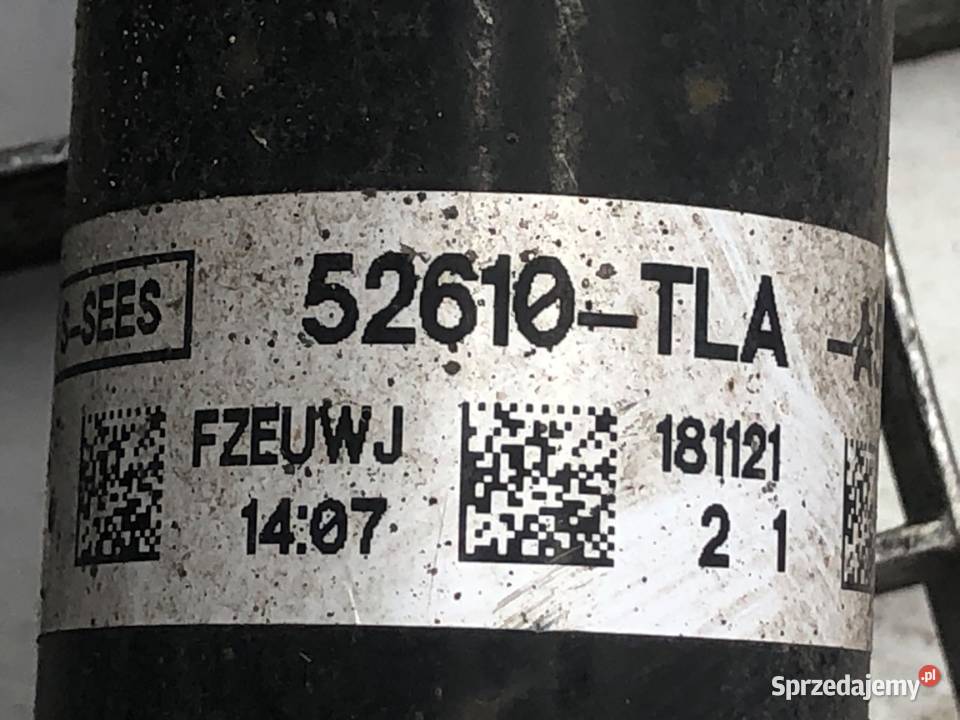 S-SEES
52610-TLA
FZEUWJ
181121
14:07
2 1
Sprzedajemy.pl